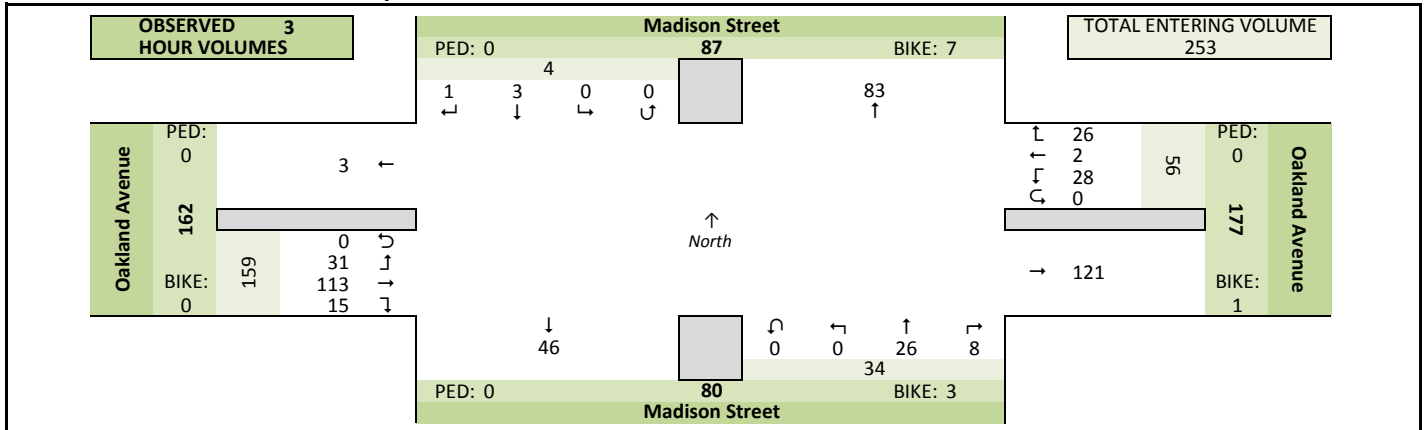 OBSERVED 3
HOUR VOLUMES
Madison Street
PED: 0 87 BIKE: 7
TOTAL ENTERING VOLUME
253
4
1 3 0 0
83
Oakland Avenue
PED:
0
162
BIKE:
0
159
3 ←
0
31
113 →
15
↑
North
26
← 2
28
0
56
→ 121
PED:
0
177
BIKE:
1
Oakland Avenue
↓
46
0 0 26 8
34
PED: 0 80 BIKE: 3
Madison Street